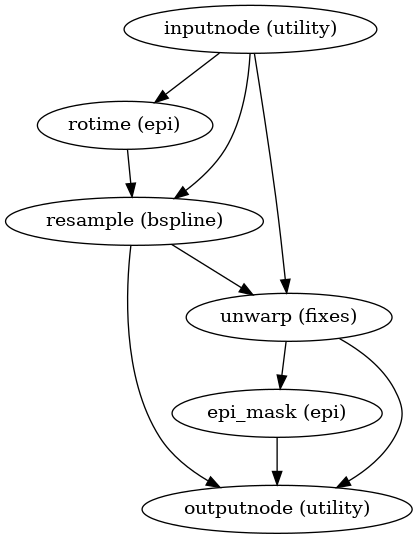 inputnode (utility)
rotime (epi)
resample (bspline)
unwarp (fixes)
epi_mask (epi)
outputnode (utility)